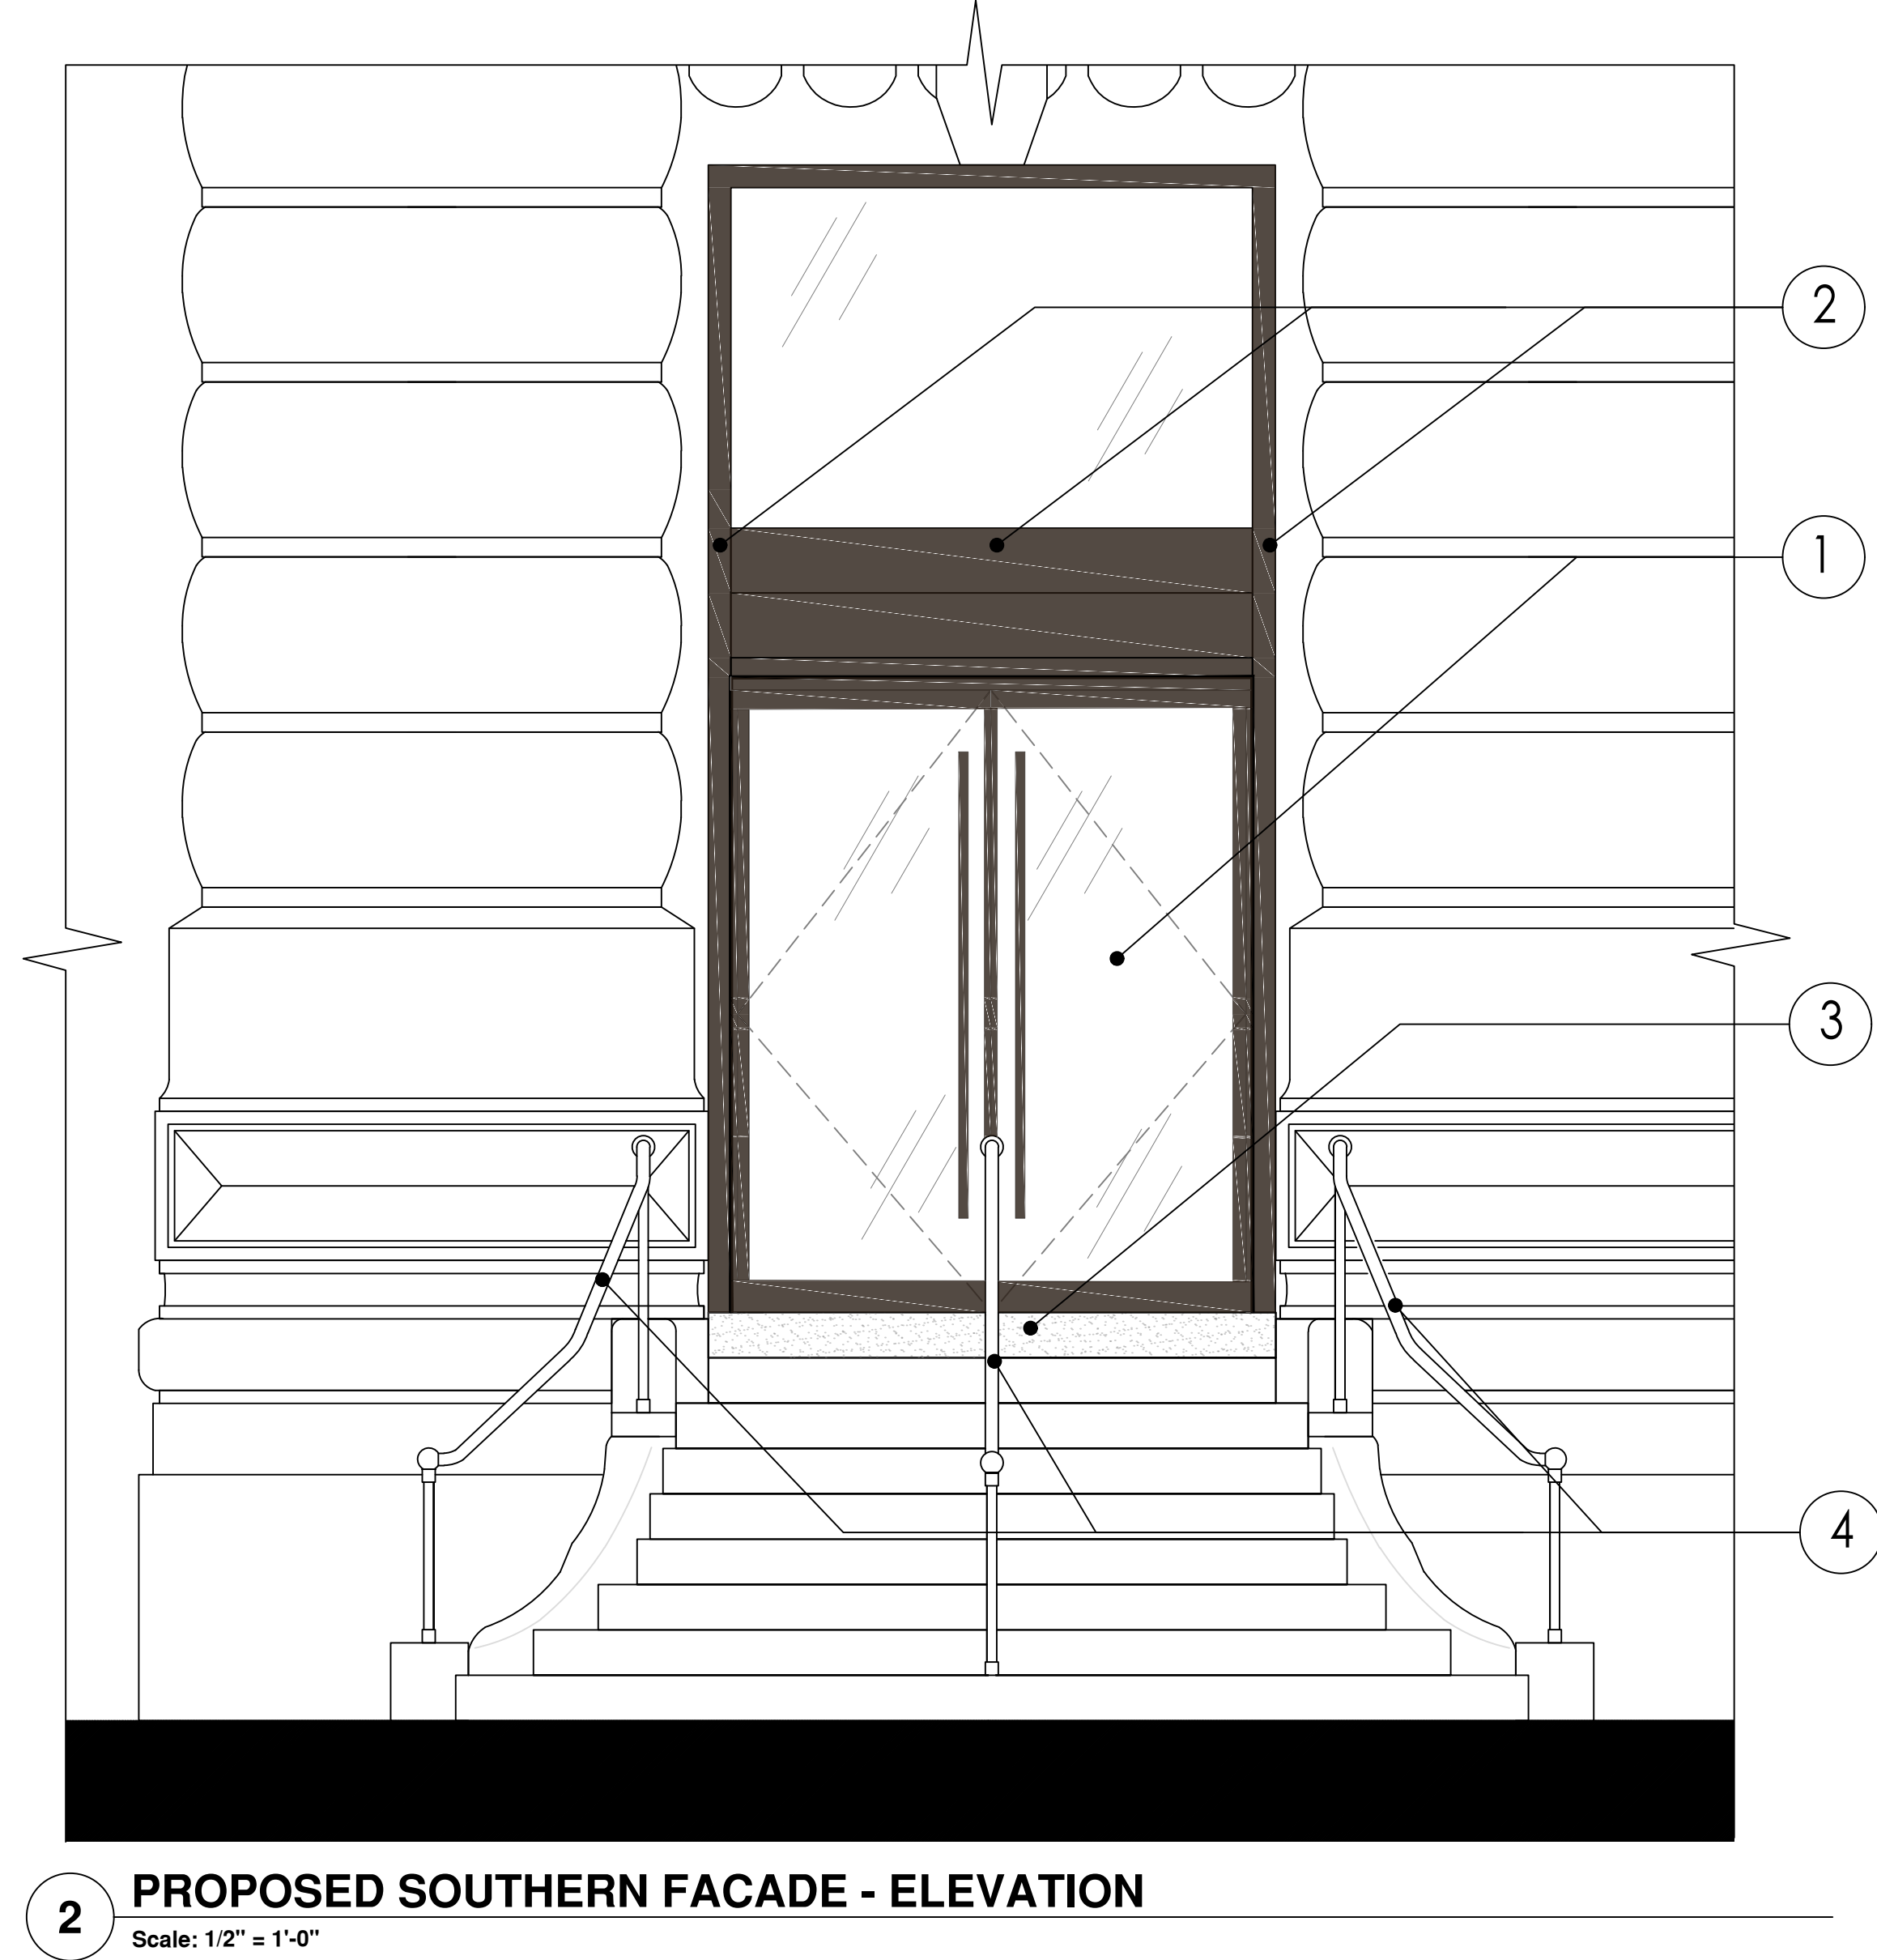 2
1
3
4
2
PROPOSED SOUTHERN FACADE - ELEVATION
Scale: 1/2" = 1'-0"